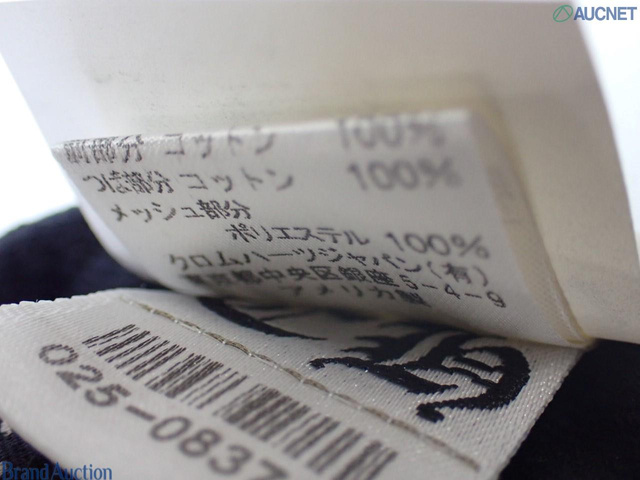 AUCNET
前部分 コットン 100%
つば部分 コットン 100%
メッシュ部分
ポリエステル 100%
クロムハーツジャパン(有)
東京都中央区銀座5-4-9
アメリカ製
025-0837
Brand Auction